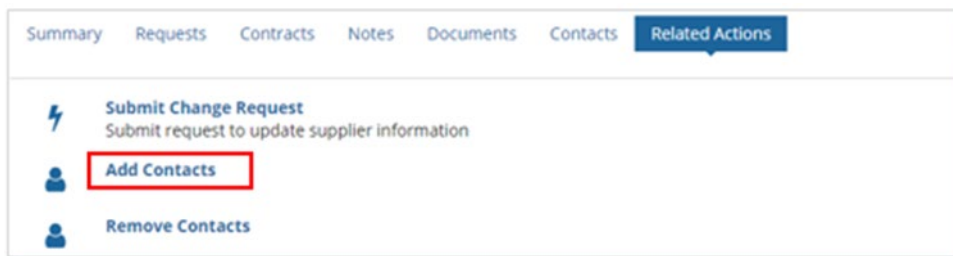 Summary Requests Contracts Notes Documents Contacts Related Actions
Submit Change Request
Submit request to update supplier information
Add Contacts
Remove Contacts